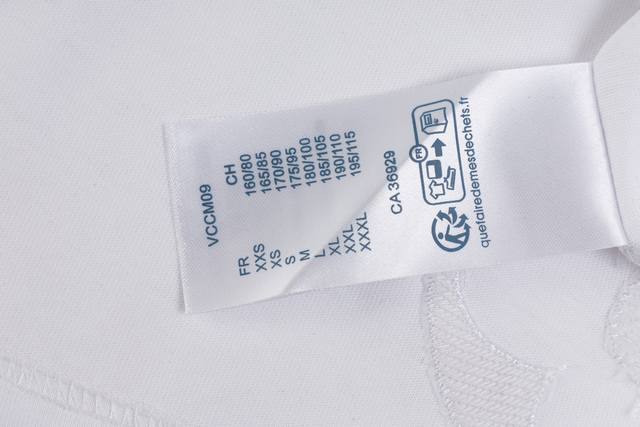 VCCM09
FR CH
XXS 160/80
XS 165/85
S 170/90
M 175/95
L 180/100
XL 185/105
XXL 190/110
XXXL 195/115
CA 36929
FR
quefairedemesdechets.fr